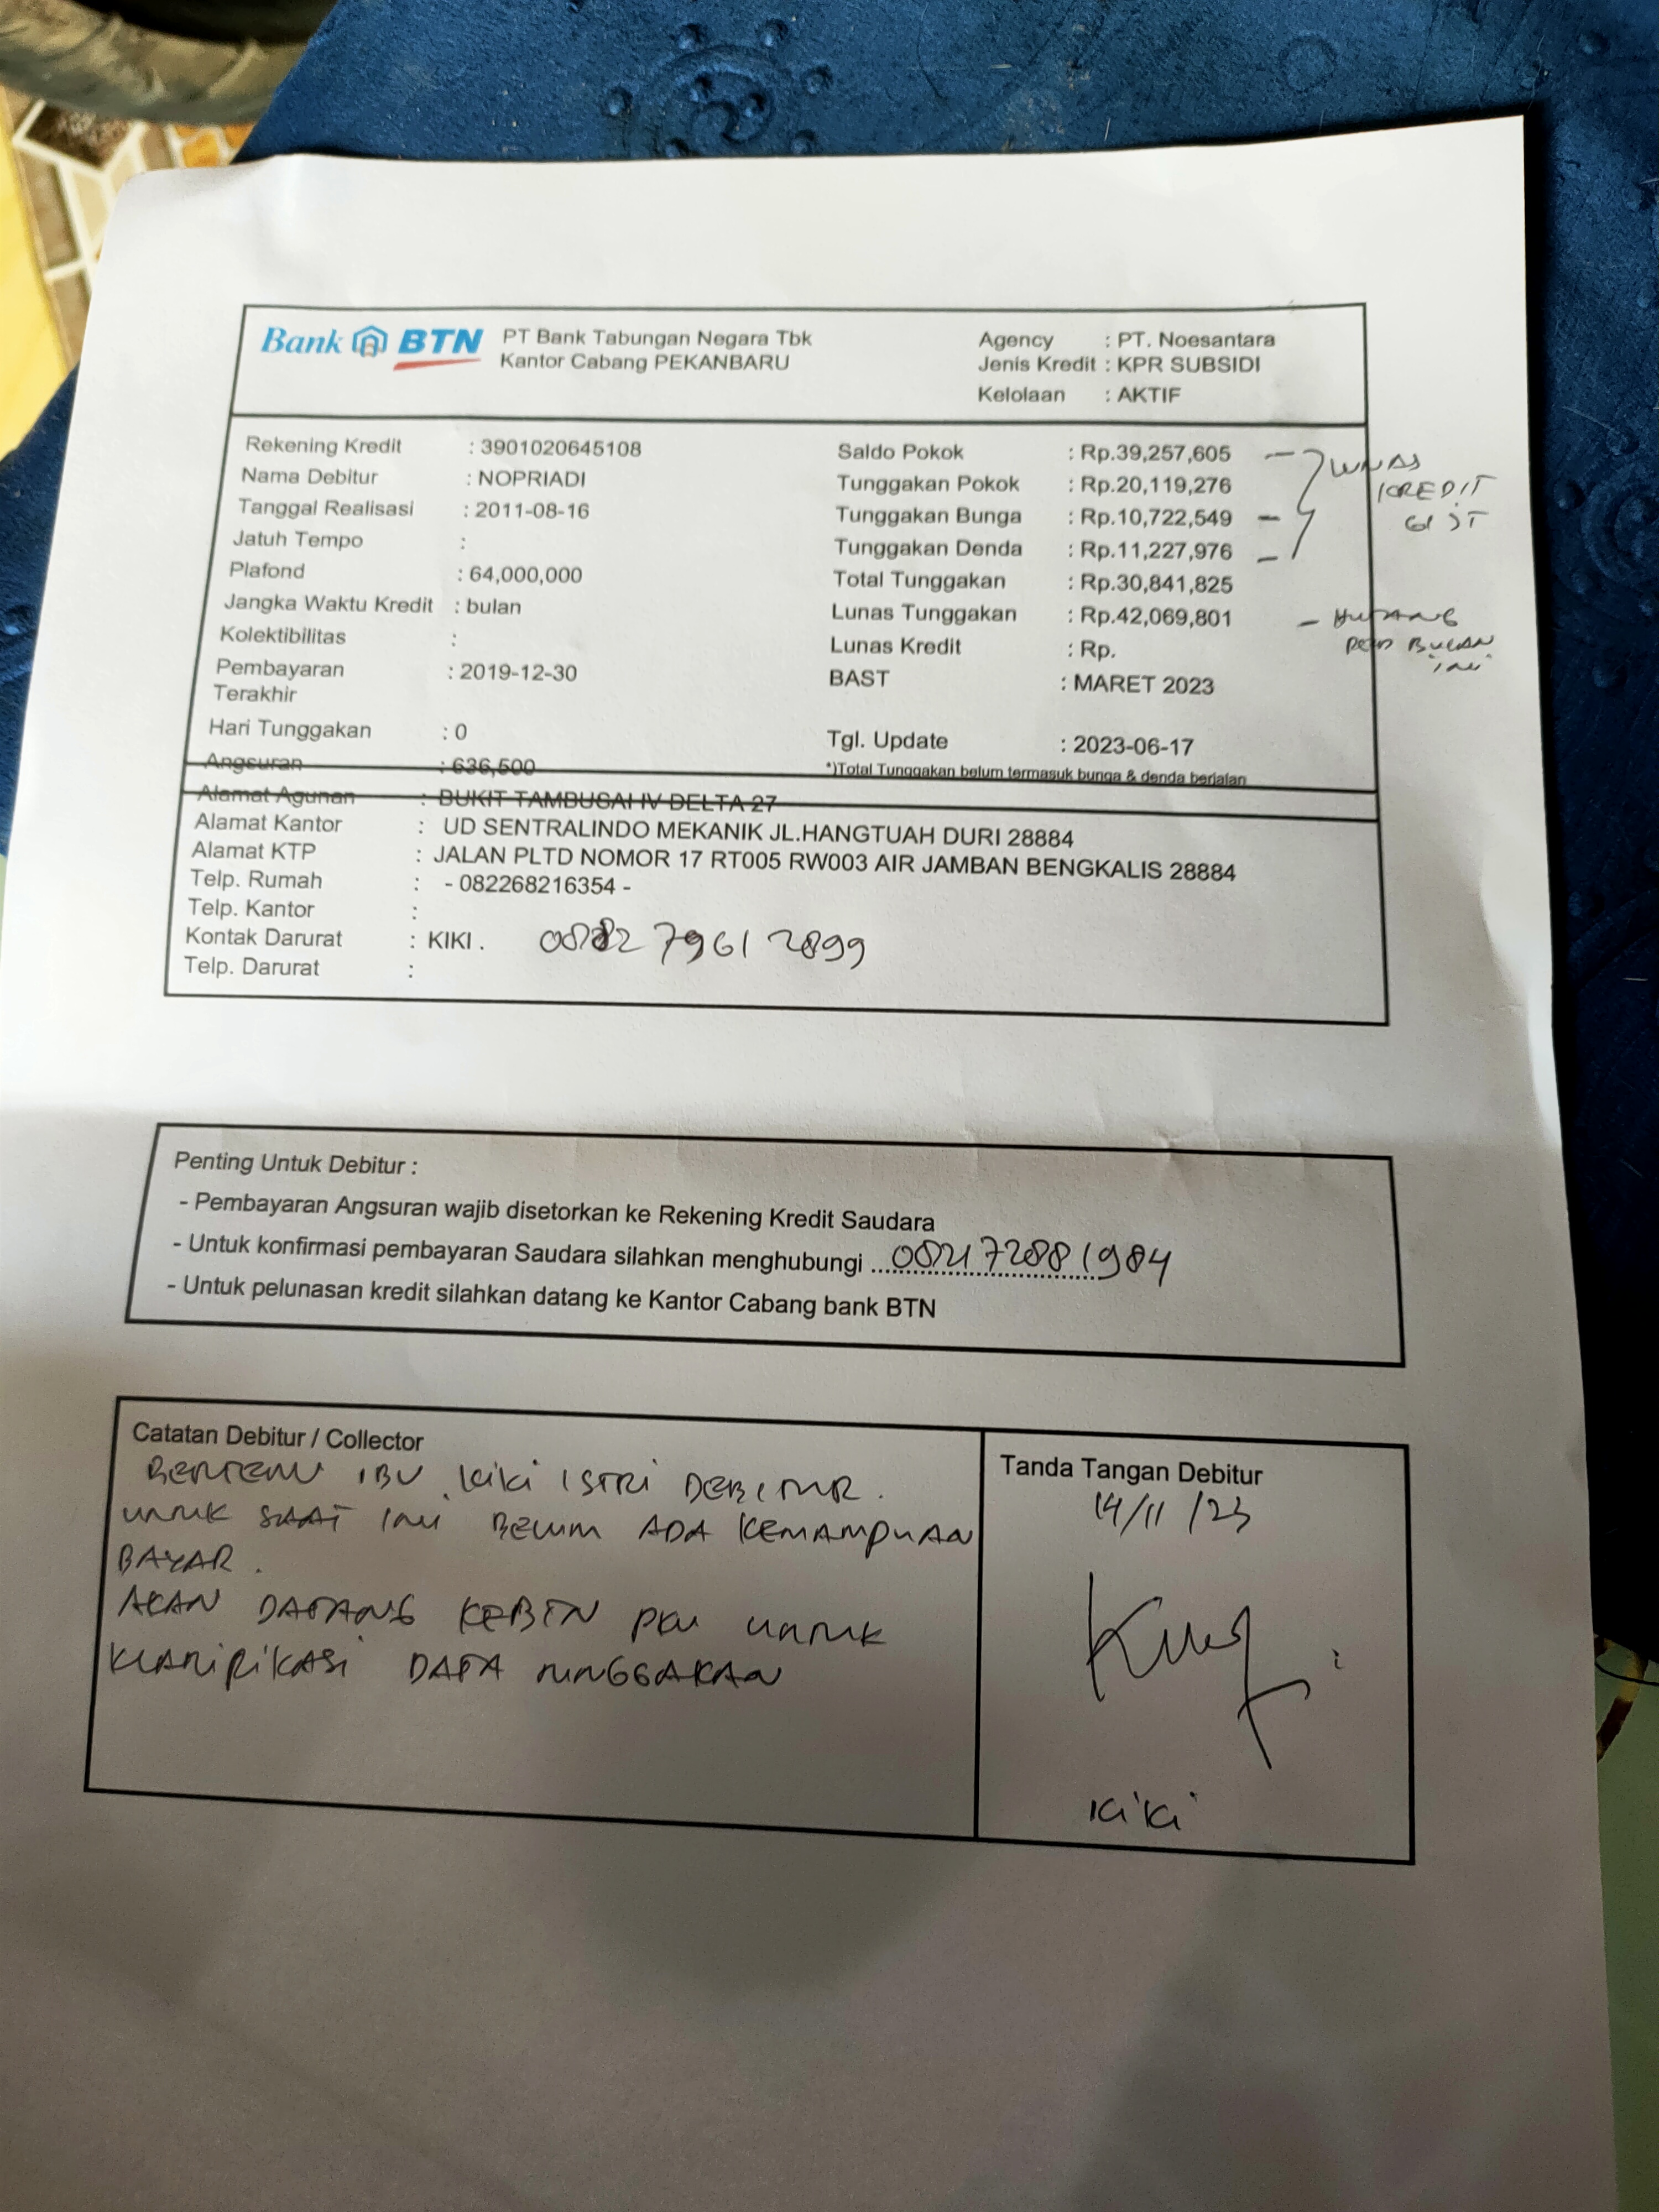 Bank BTN PT Bank Tabungan Negara Tbk
Kantor Cabang PEKANBARU
Agency : PT. Noesantara
Jenis Kredit : KPR SUBSIDI
Kelolaan : AKTIF
Rekening Kredit : 3901020645108
Nama Debitur : NOPRIADI
Tanggal Realisasi : 2011-08-16
Jatuh Tempo :
Plafond : 64,000,000
Jangka Waktu Kredit : bulan
Kolektibilitas :
Pembayaran : 2019-12-30
Terakhir
Hari Tunggakan : 0
Angsuran : 636,500
Saldo Pokok : Rp.39,257,605
Tunggakan Pokok : Rp.20,119,276
Tunggakan Bunga : Rp.10,722,549
Tunggakan Denda : Rp.11,227,976
Total Tunggakan : Rp.30,841,825
Lunas Tunggakan : Rp.42,069,801
Lunas Kredit : Rp.
BAST : MARET 2023
Tgl. Update : 2023-06-17
*)Total Tunggakan belum termasuk bunga & denda berjalan
LUNAS
KREDIT
- HUTANG
BULAN
ini
Alamat Agunan : BUKIT TAMBUSAI IV DELTA 27
Alamat Kantor : UD SENTRALINDO MEKANIK JL.HANGTUAH DURI 28884
Alamat KTP : JALAN PLTD NOMOR 17 RT005 RW003 AIR JAMBAN BENGKALIS 28884
Telp. Rumah : - 082268216354 -
Telp. Kantor :
Kontak Darurat : KIKI .
Telp. Darurat :
Penting Untuk Debitur :
- Pembayaran Angsuran wajib disetorkan ke Rekening Kredit Saudara
- Untuk konfirmasi pembayaran Saudara silahkan menghubungi ...082172881984
- Untuk pelunasan kredit silahkan datang ke Kantor Cabang bank BTN
Catatan Debitur / Collector
BERTEMU IBU KiKi ISTRI DEBITUR.
UNTUK SAAT INI BELUM ADA KEMAMPUAN
BAYAR.
AKAN DATANG KEBTN PKU UNTUK
KLARIFIKASI DATA TUNGGAKAN
Tanda Tangan Debitur
14/11/23
KiKi